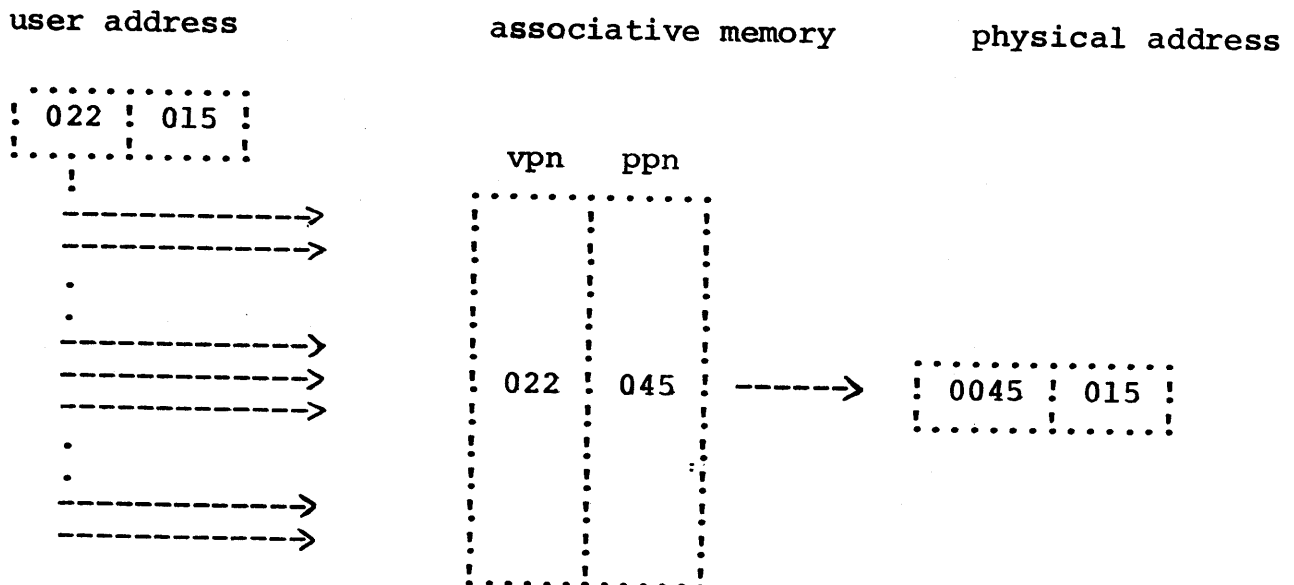 user address associative memory physical address
022 015
vpn ppn
022 045 0045 015